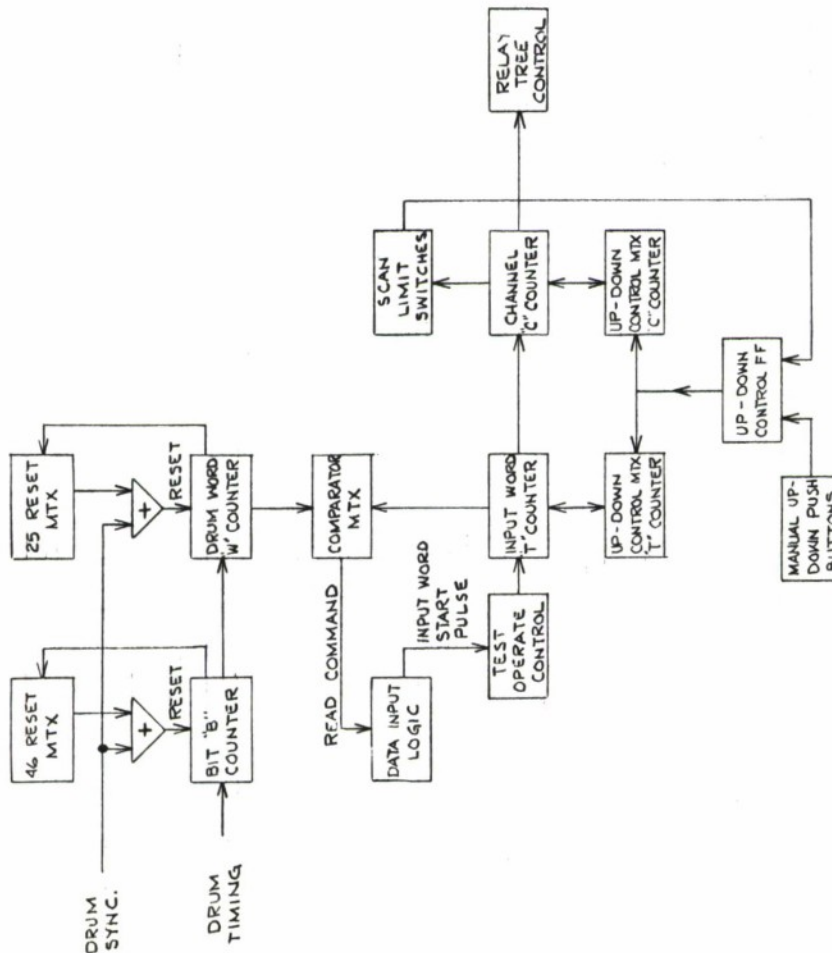 DRUM
SYNC.
DRUM
TIMING
46 RESET
MTX
+
RESET
BIT "B"
COUNTER
25 RESET
MTX
+
RESET
DRUM WORD
"W" COUNTER
READ COMMAND
COMPARATOR
MTX
DATA INPUT
LOGIC
INPUT WORD
START
PULSE
TEST
OPERATE
CONTROL
INPUT WORD
"T" COUNTER
SCAN
LIMIT
SWITCHES
CHANNEL
"C" COUNTER
RELAY
TREE
CONTROL
UP-DOWN
CONTROL MTX
"T" COUNTER
UP-DOWN
CONTROL MTX
"C" COUNTER
UP-DOWN
CONTROL FF
MANUAL UP-
DOWN PUSH
BUTTONS